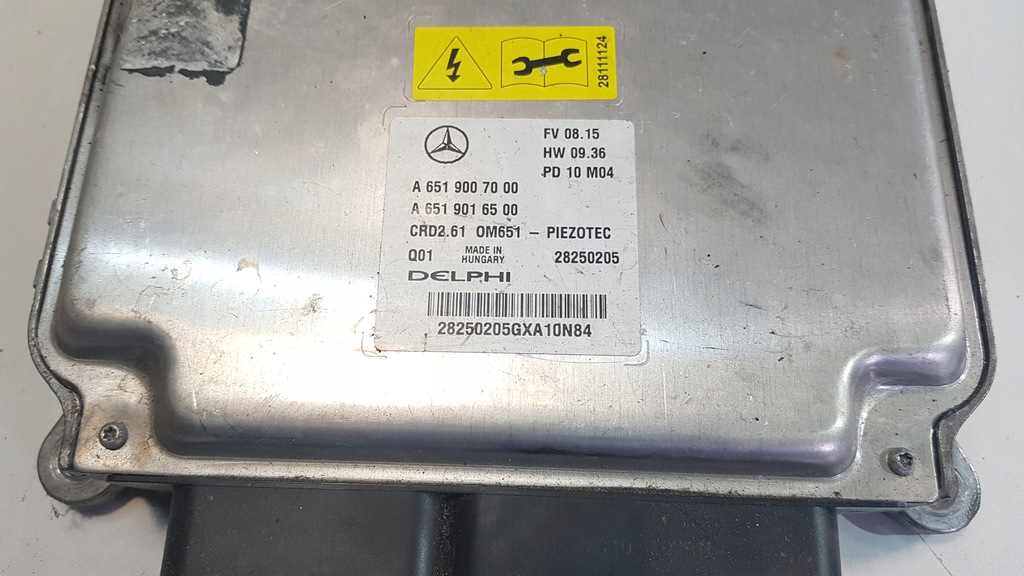 28111124
FV 08.15
HW 09.36
PD 10 M04
A 651 900 70 00
A 651 901 65 00
CRD2.61 OM651 - PIEZOTEC
Q01 MADE IN HUNGARY 28250205
DELPHI
28250205GXA10N84